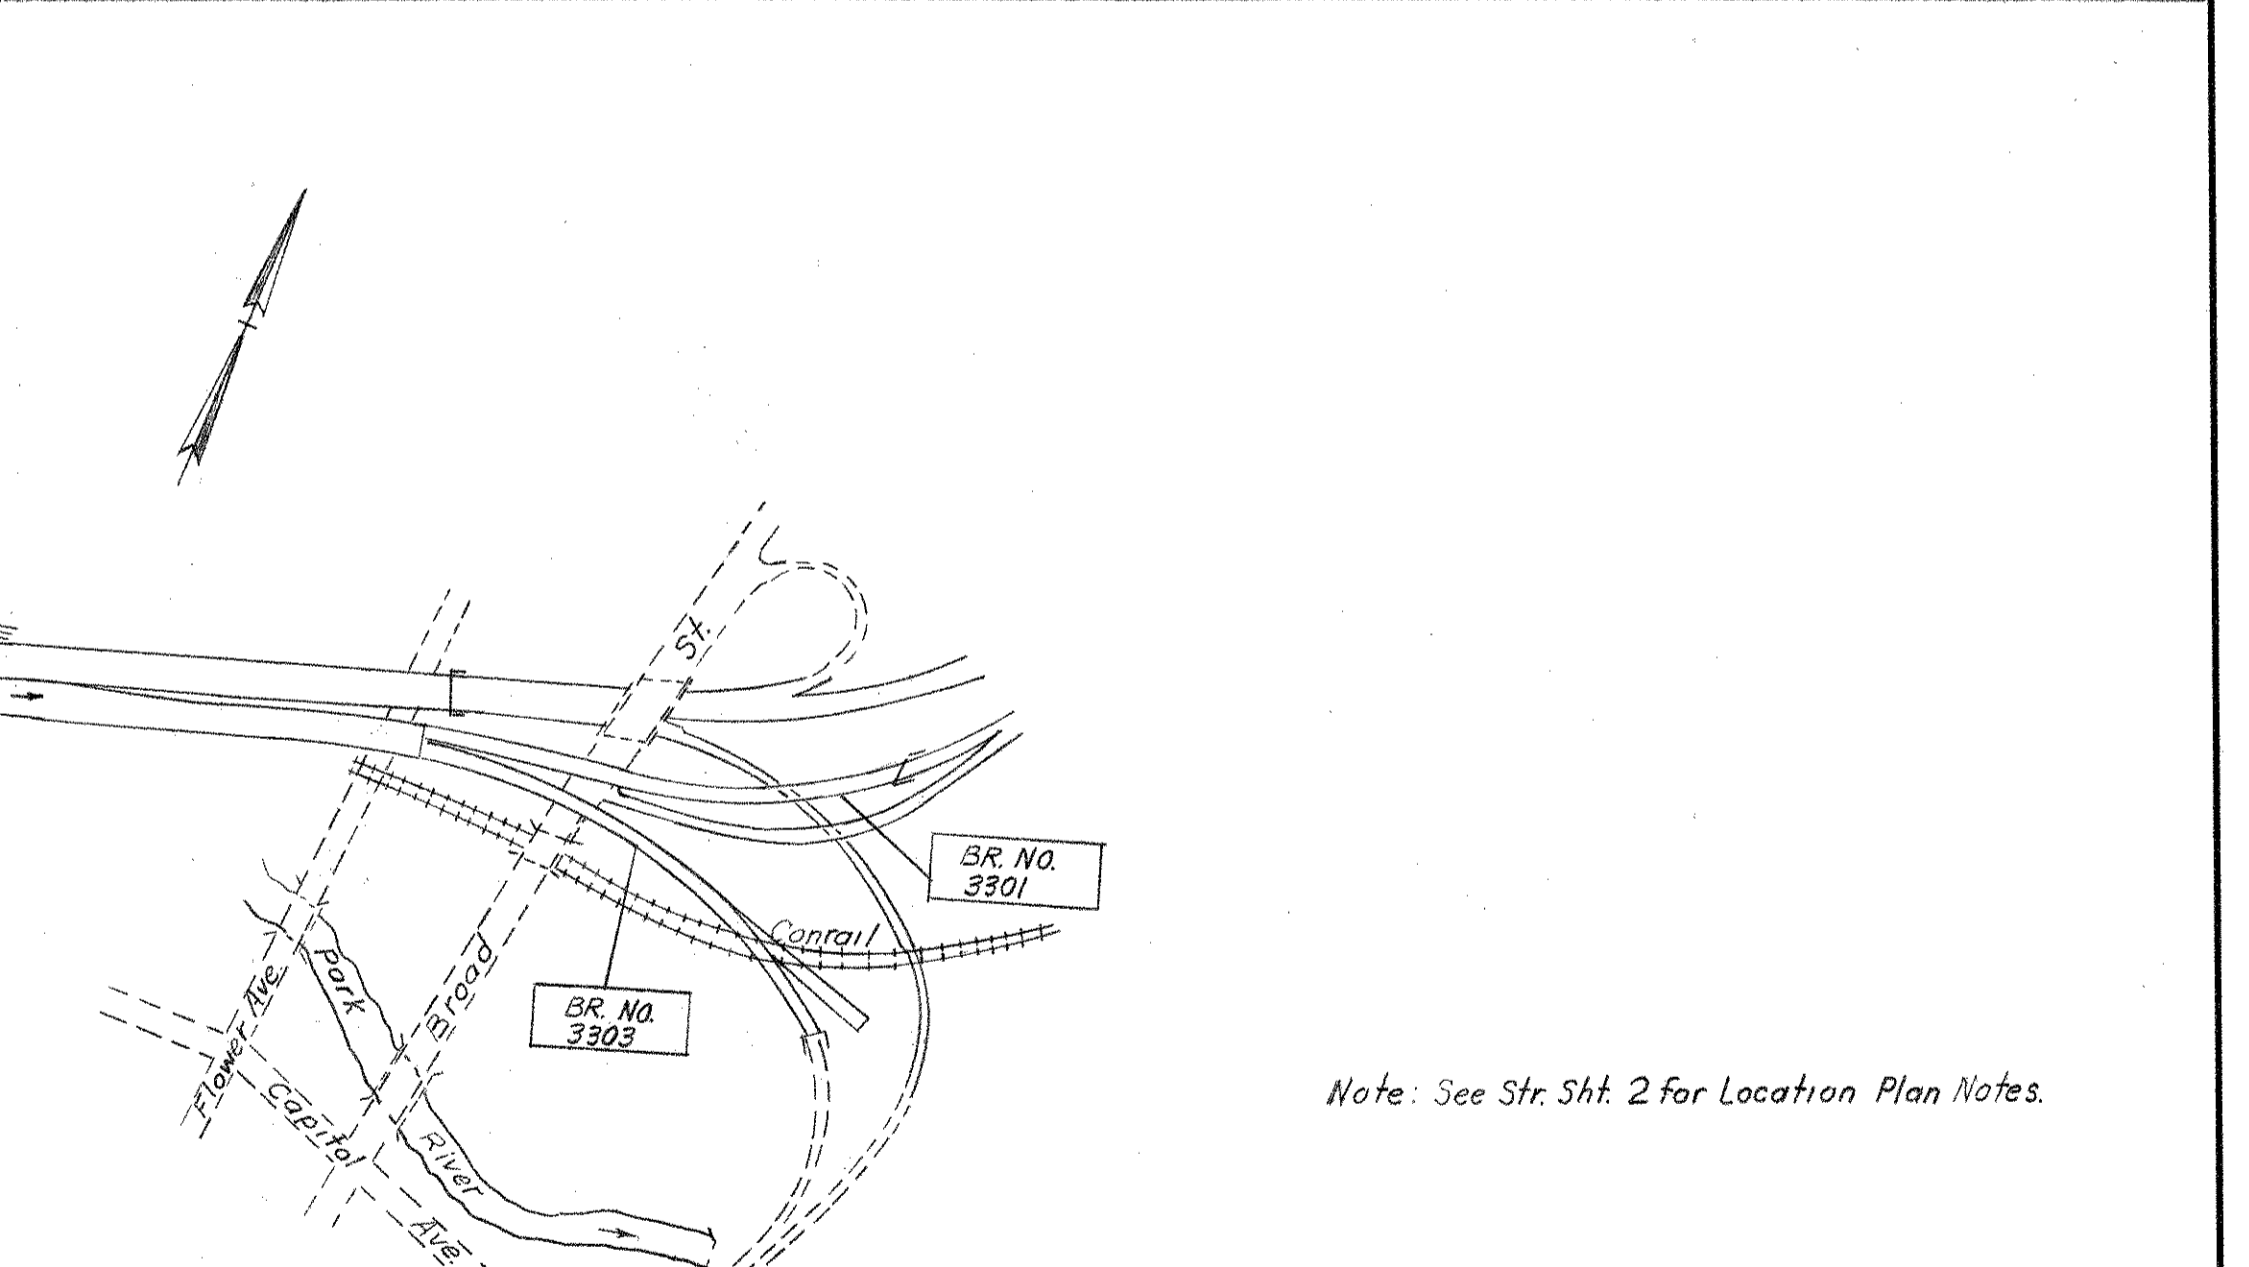 St.
BR. NO.
3301
Conrail
Broad
Park
BR. NO.
3303
Flower Ave.
Capitol
River
Ave.
Note: See Str. Sht. 2 for Location Plan Notes.